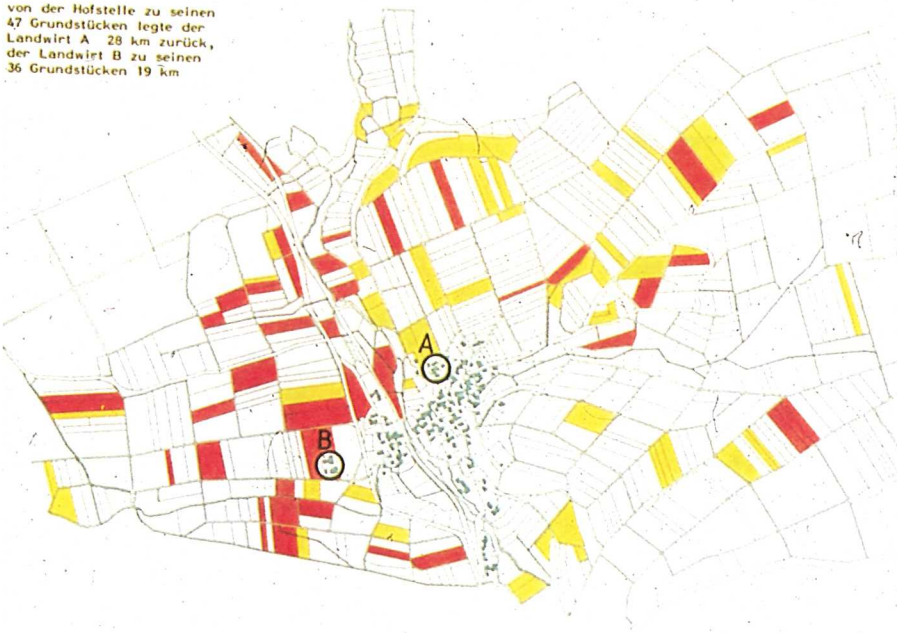 von der Hofstelle zu seinen
47 Grundstücken legte der
Landwirt A 28 km zurück,
der Landwirt B zu seinen
36 Grundstücken 19 km
A
B